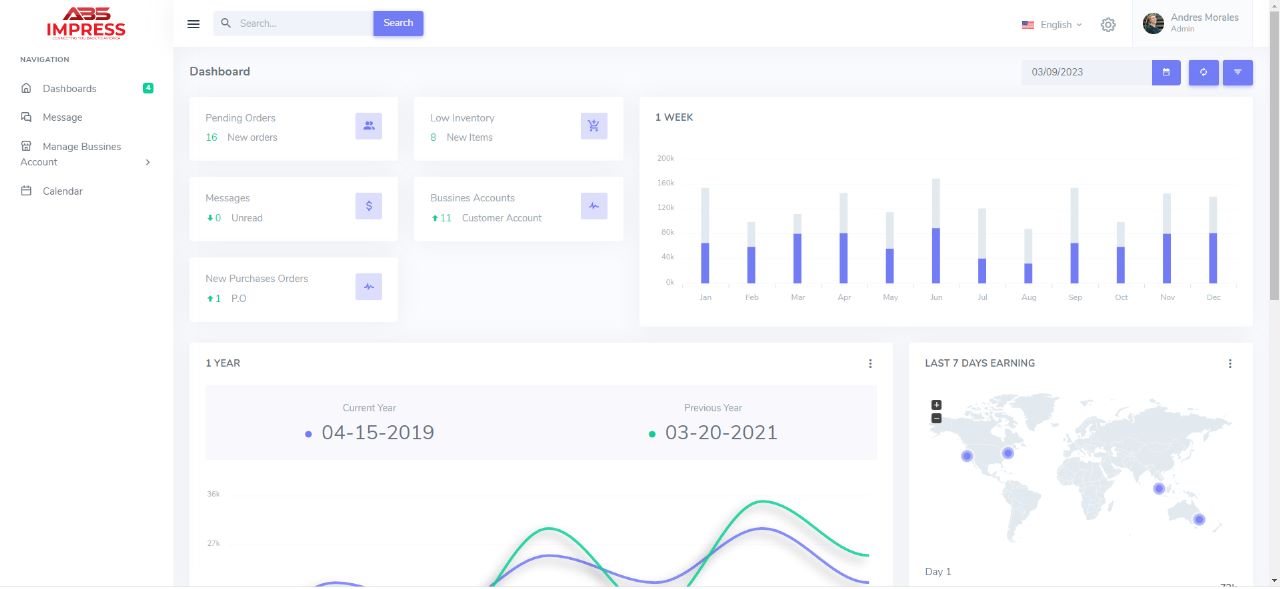 ABS
IMPRESS
Search...
Search
English
Andres Morales
Admin
NAVIGATION
Dashboards
4
Message
Manage Bussines
Account
Calendar
Dashboard
03/09/2023
Pending Orders
16 New orders
Low Inventory
8 New Items
Messages
0 Unread
Bussines Accounts
11 Customer Account
New Purchases Orders
1 P.O
1 WEEK
200k
160k
120k
80k
40k
0k
Jan Feb Mar Apr May Jun Jul Aug Sep Oct Nov Dec
1 YEAR
Current Year
04-15-2019
Previous Year
03-20-2021
36k
27k
LAST 7 DAYS EARNING
+
−
Day 1